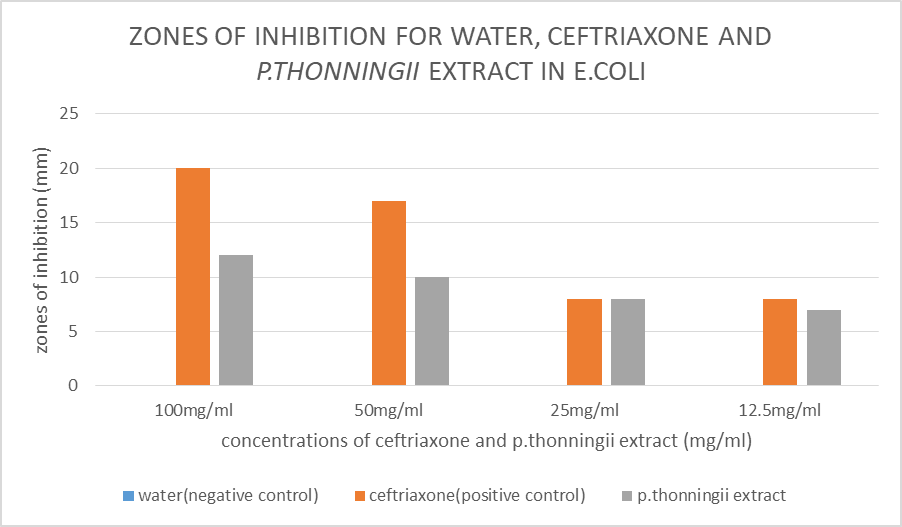 ZONES OF INHIBITION FOR WATER, CEFTRIAXONE AND
P.THONNINGII EXTRACT IN E.COLI
zones of inhibition (mm)
25
20
15
10
5
0
100mg/ml 50mg/ml 25mg/ml 12.5mg/ml
concentrations of ceftriaxone and p.thonningii extract (mg/ml)
water(negative control) ceftriaxone(positive control) p.thonningii extract